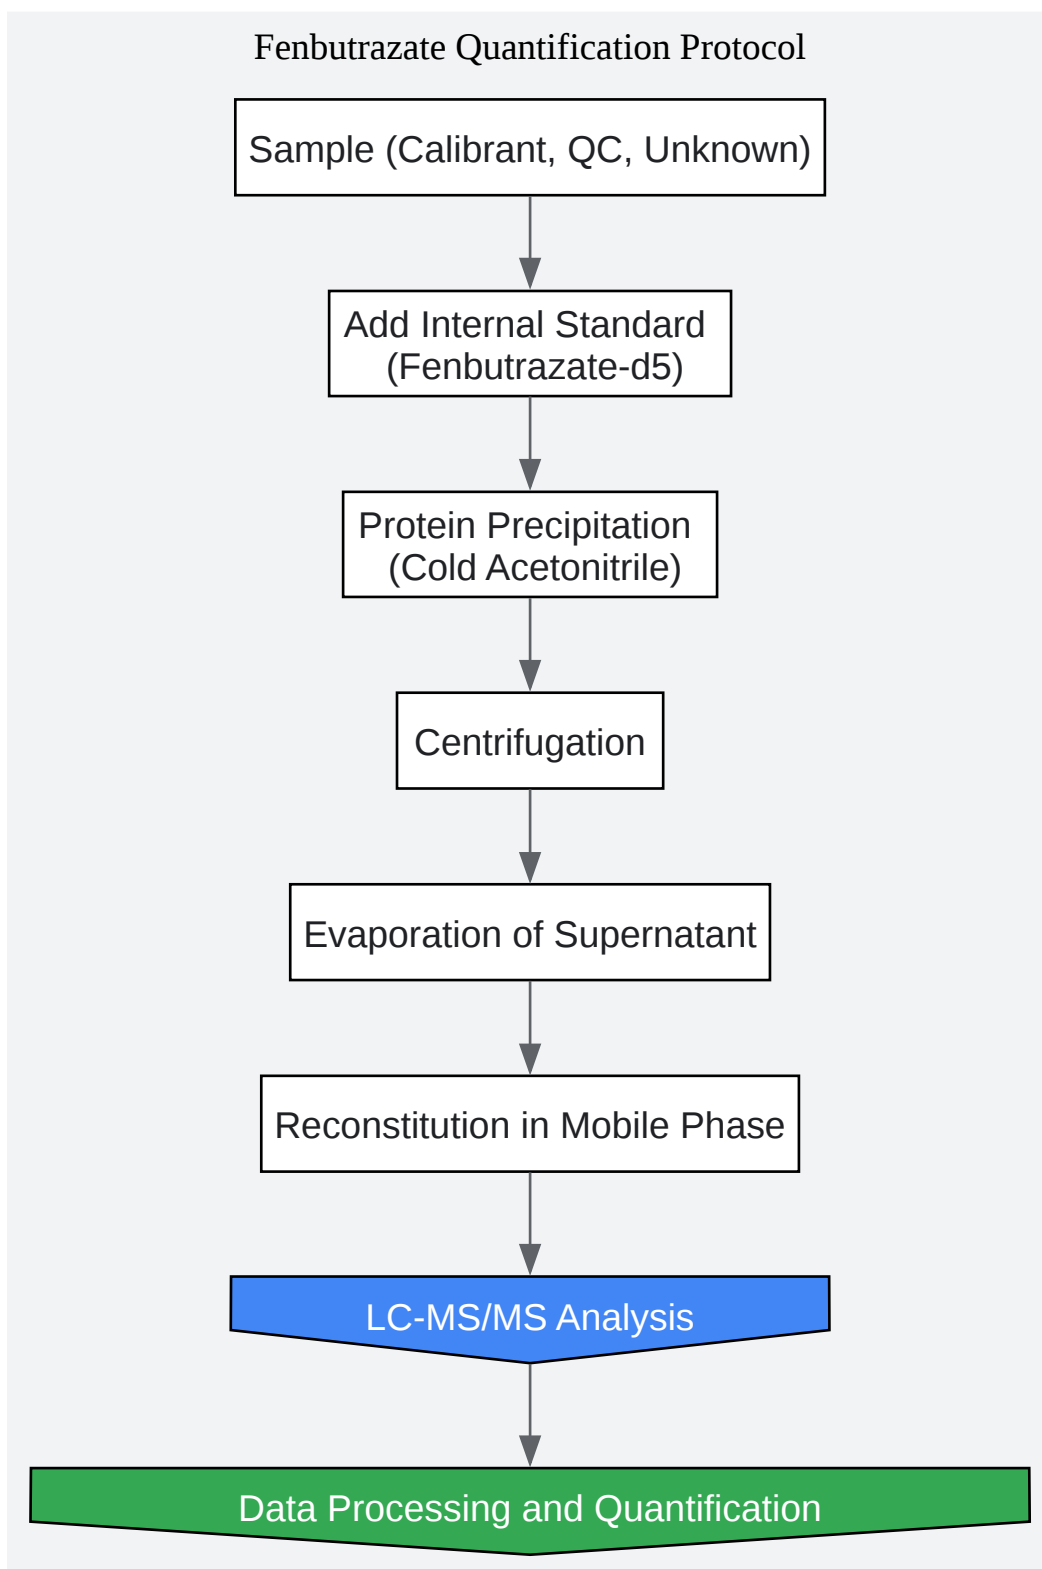 Fenbutrazate Quantification Protocol
Sample (Calibrant, QC, Unknown)
Add Internal Standard
(Fenbutrazate-d5)
Protein Precipitation
(Cold Acetonitrile)
Centrifugation
Evaporation of Supernatant
Reconstitution in Mobile Phase
LC-MS/MS Analysis
Data Processing and Quantification